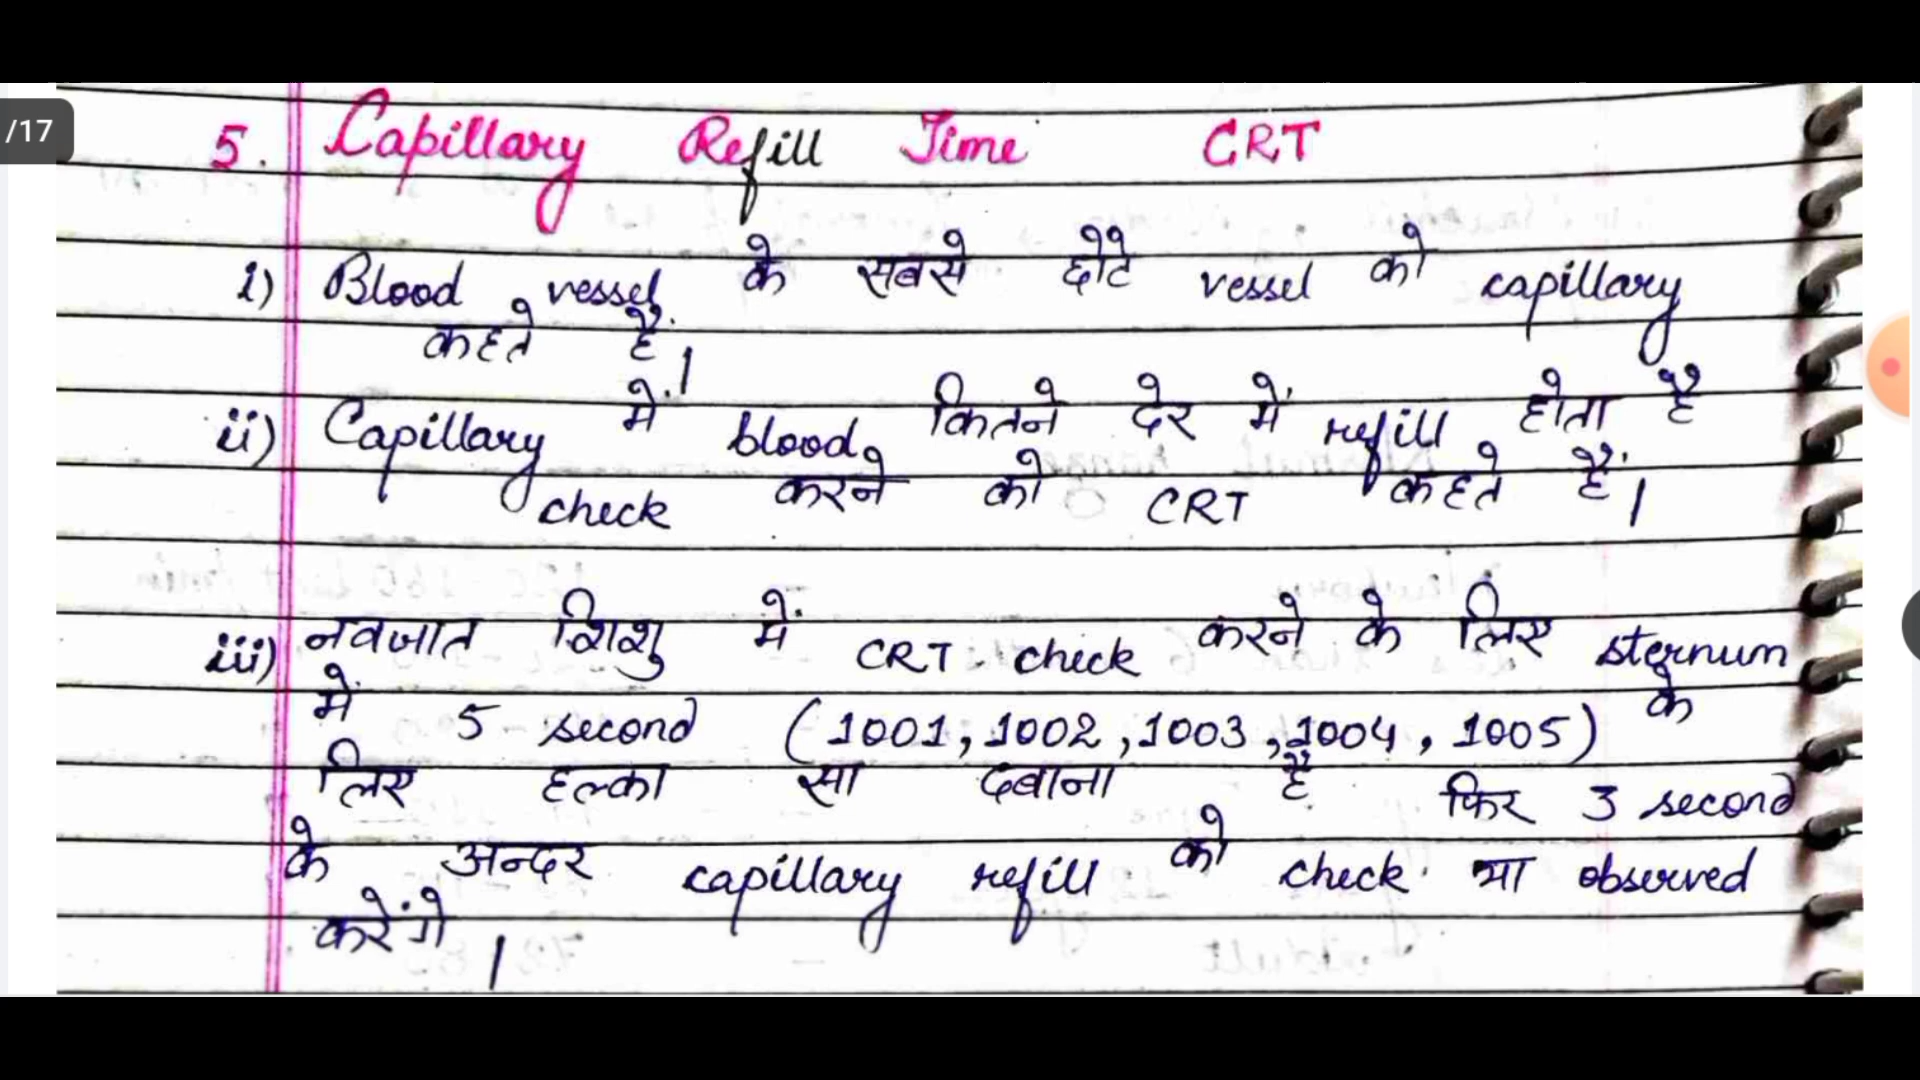 /17
5. Capillary Refill Time CRT
i) Blood vessel के सबसे छोटे vessel को capillary
कहते हैं।
ii) Capillary में blood कितने देर में refill होता है
check करने को CRT कहते हैं।
iii) नवजात शिशु में CRT check करने के लिए sternum
में 5 second (1001, 1002, 1003, 1004, 1005) के
लिए हल्का सा दबाना है फिर 3 second
के अन्दर capillary refill को check या observed
करेंगे।